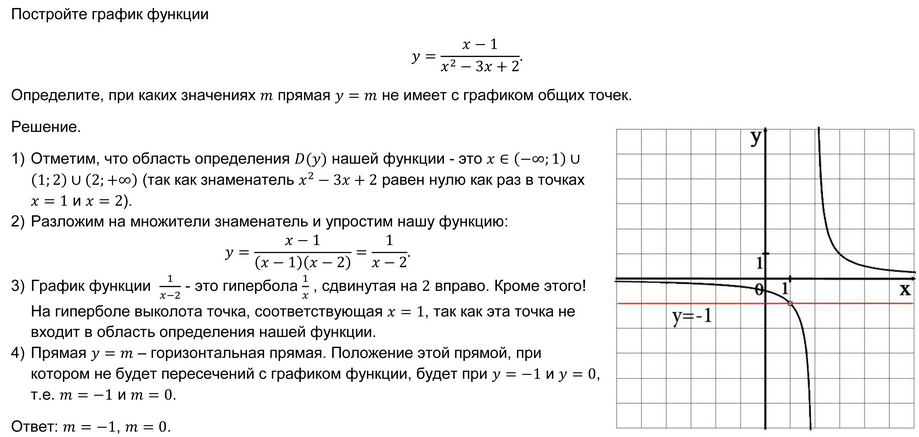 Постройте график функции
y = (x − 1)/(x² − 3x + 2).
Определите, при каких значениях m прямая y = m не имеет с графиком общих точек.
Решение.
1) Отметим, что область определения D(y) нашей функции - это x ∈ (−∞; 1) ∪
(1; 2) ∪ (2; +∞) (так как знаменатель x² − 3x + 2 равен нулю как раз в точках
x = 1 и x = 2).
2) Разложим на множители знаменатель и упростим нашу функцию:
y = (x − 1)/((x − 1)(x − 2)) = 1/(x − 2).
3) График функции 1/(x−2) - это гипербола 1/x , сдвинутая на 2 вправо. Кроме этого!
На гиперболе выколота точка, соответствующая x = 1, так как эта точка не
входит в область определения нашей функции.
4) Прямая y = m – горизонтальная прямая. Положение этой прямой, при
котором не будет пересечений с графиком функции, будет при y = −1 и y = 0,
т.е. m = −1 и m = 0.
Ответ: m = −1, m = 0.
y
1
0 1 x
y=-1